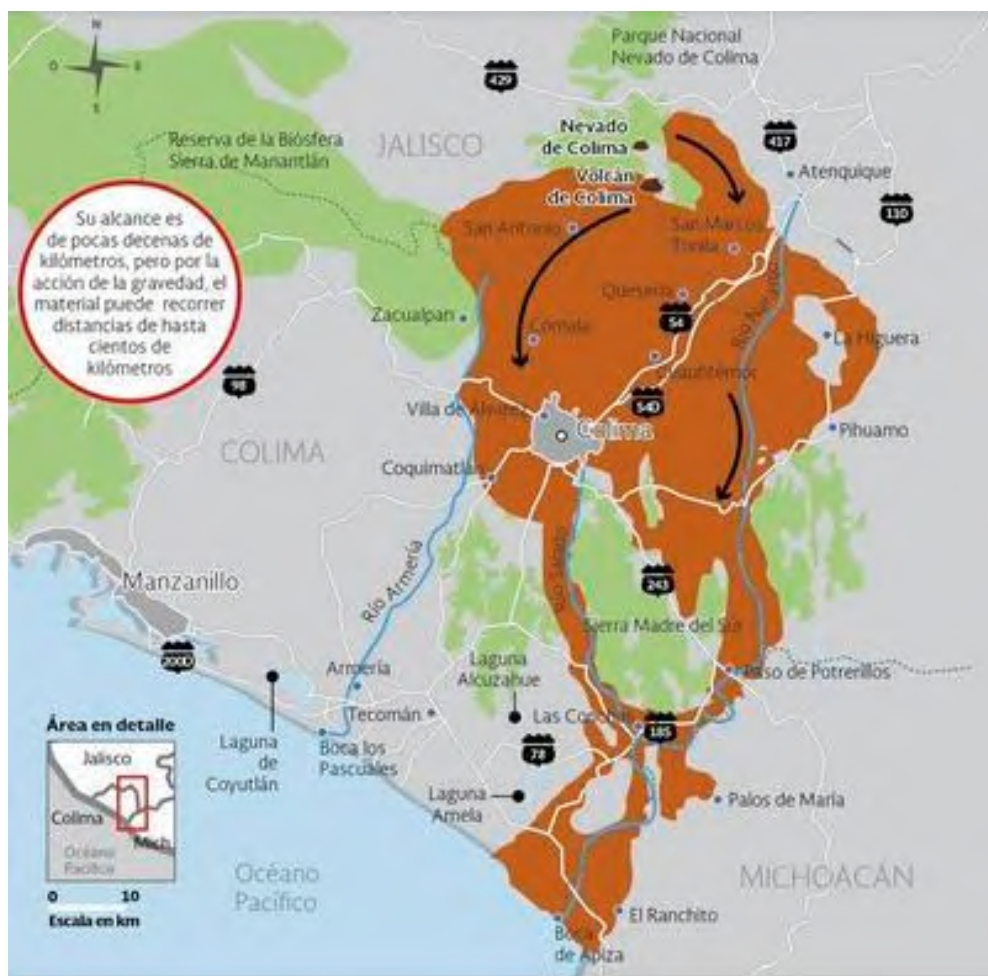 N
O
E
S
Parque Nacional
Nevado de Colima
429
Reserva de la Biósfera
Sierra de Manantlán
JALISCO
Nevado
de Colima
417
Atenquique
Volcán
de Colima
110
Su alcance es
de pocas decenas de
kilómetros, pero por la
acción de la gravedad, el
material puede recorrer
distancias de hasta
cientos de
kilómetros
San Antonio
San Marcos
Tonila
Quesería
Zacualpan
Comala
54
La Higuera
98
Cuauhtémoc
54D
Villa de Álvarez
Colima
Pihuamo
COLIMA
Coquimatlán
Río Armería
Río Salado
Manzanillo
243
Sierra Madre del Sur
200D
Armería
Laguna
Alcuzahue
Paso de Potrerillos
Tecomán
Las Conchas
185
78
Área en detalle
Jalisco
Colima
Mich
Océano
Pacífico
0 10
Escala en km
Laguna
de
Coyutlán
Boca los
Pascuales
Laguna
Amela
Palos de María
Océano
Pacífico
MICHOACÁN
El Ranchito
Boca
de Apiza